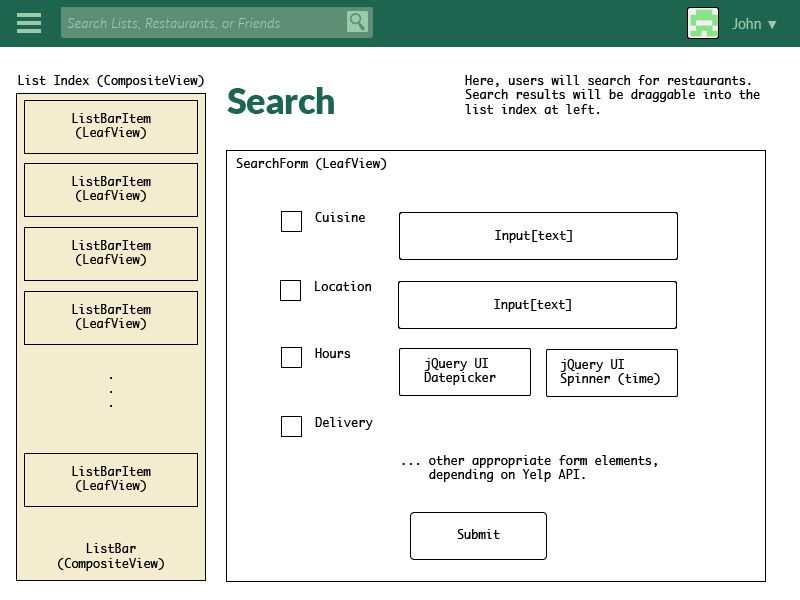 Search Lists, Restaurants, or Friends
John ▼
List Index (CompositeView)
ListBarItem
(LeafView)
ListBarItem
(LeafView)
ListBarItem
(LeafView)
ListBarItem
(LeafView)
.
.
.
ListBarItem
(LeafView)
ListBar
(CompositeView)
Search
Here, users will search for restaurants.
Search results will be draggable into the
list index at left.
SearchForm (LeafView)
Cuisine
Input[text]
Location
Input[text]
Hours
jQuery UI
Datepicker
jQuery UI
Spinner (time)
Delivery
... other appropriate form elements,
depending on Yelp API.
Submit